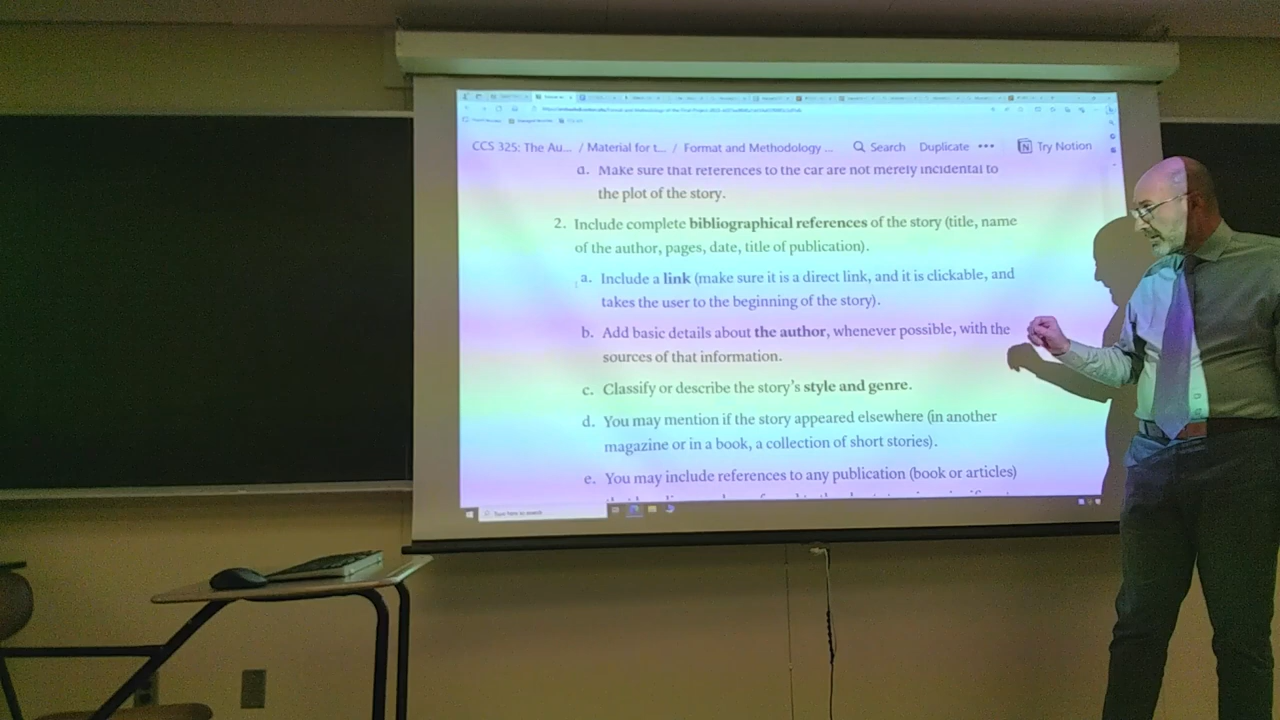 CCS 325: The Au... / Material for t... / Format and Methodology ... Search Duplicate ••• Try Notion
a. Make sure that references to the car are not merely incidental to
the plot of the story.
2. Include complete bibliographical references of the story (title, name
of the author, pages, date, title of publication).
a. Include a link (make sure it is a direct link, and it is clickable, and
takes the user to the beginning of the story).
b. Add basic details about the author, whenever possible, with the
sources of that information.
c. Classify or describe the story's style and genre.
d. You may mention if the story appeared elsewhere (in another
magazine or in a book, a collection of short stories).
e. You may include references to any publication (book or articles)
Type here to search